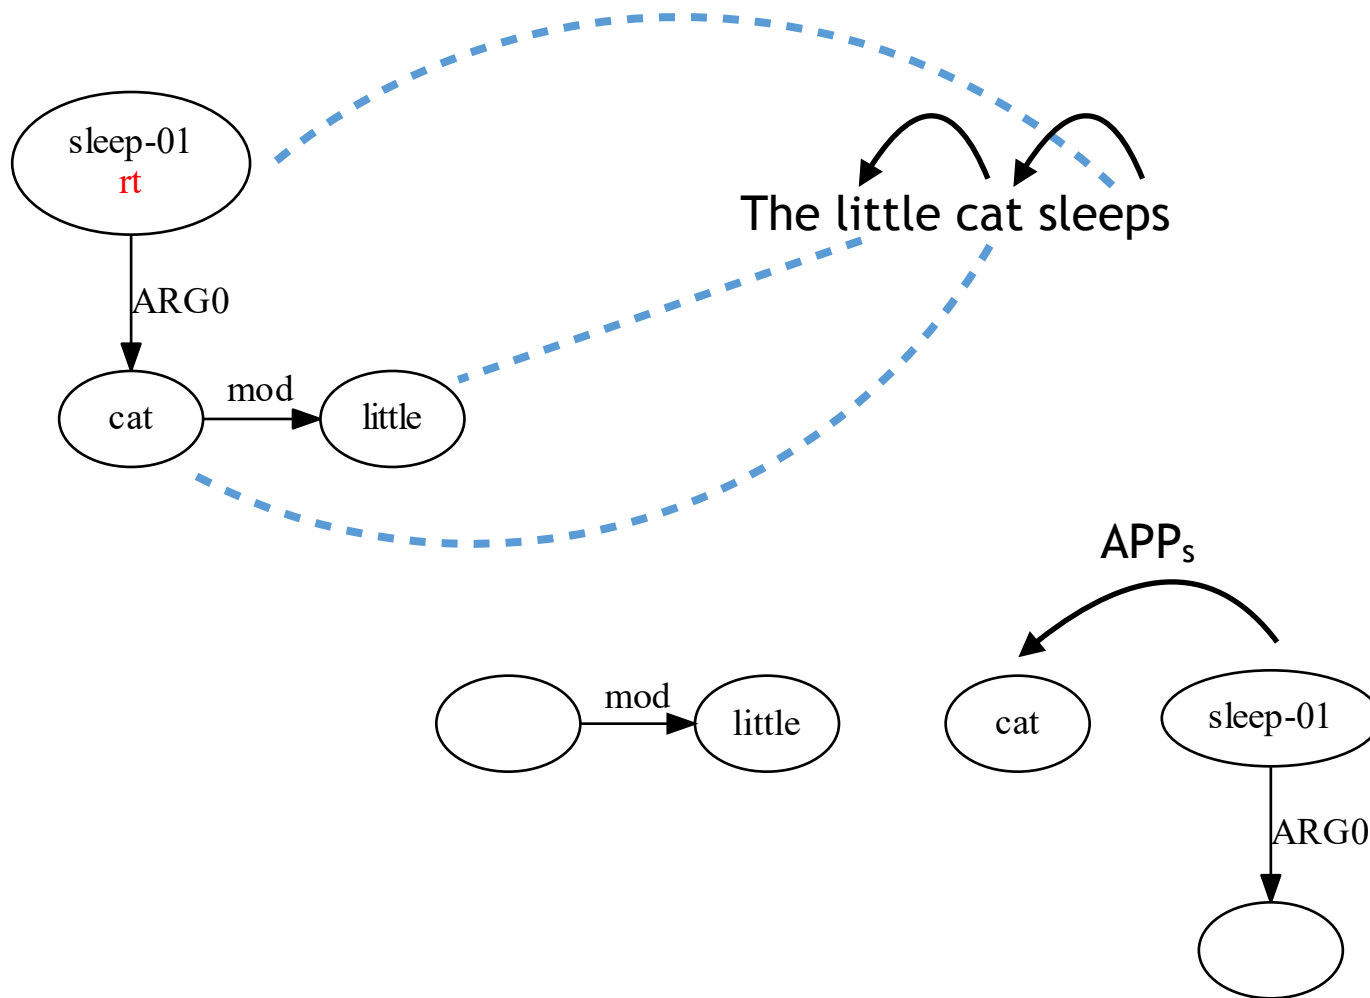 sleep-01
rt
The little cat sleeps
ARG0
cat
mod
little
APPs
mod
little
cat
sleep-01
ARG0